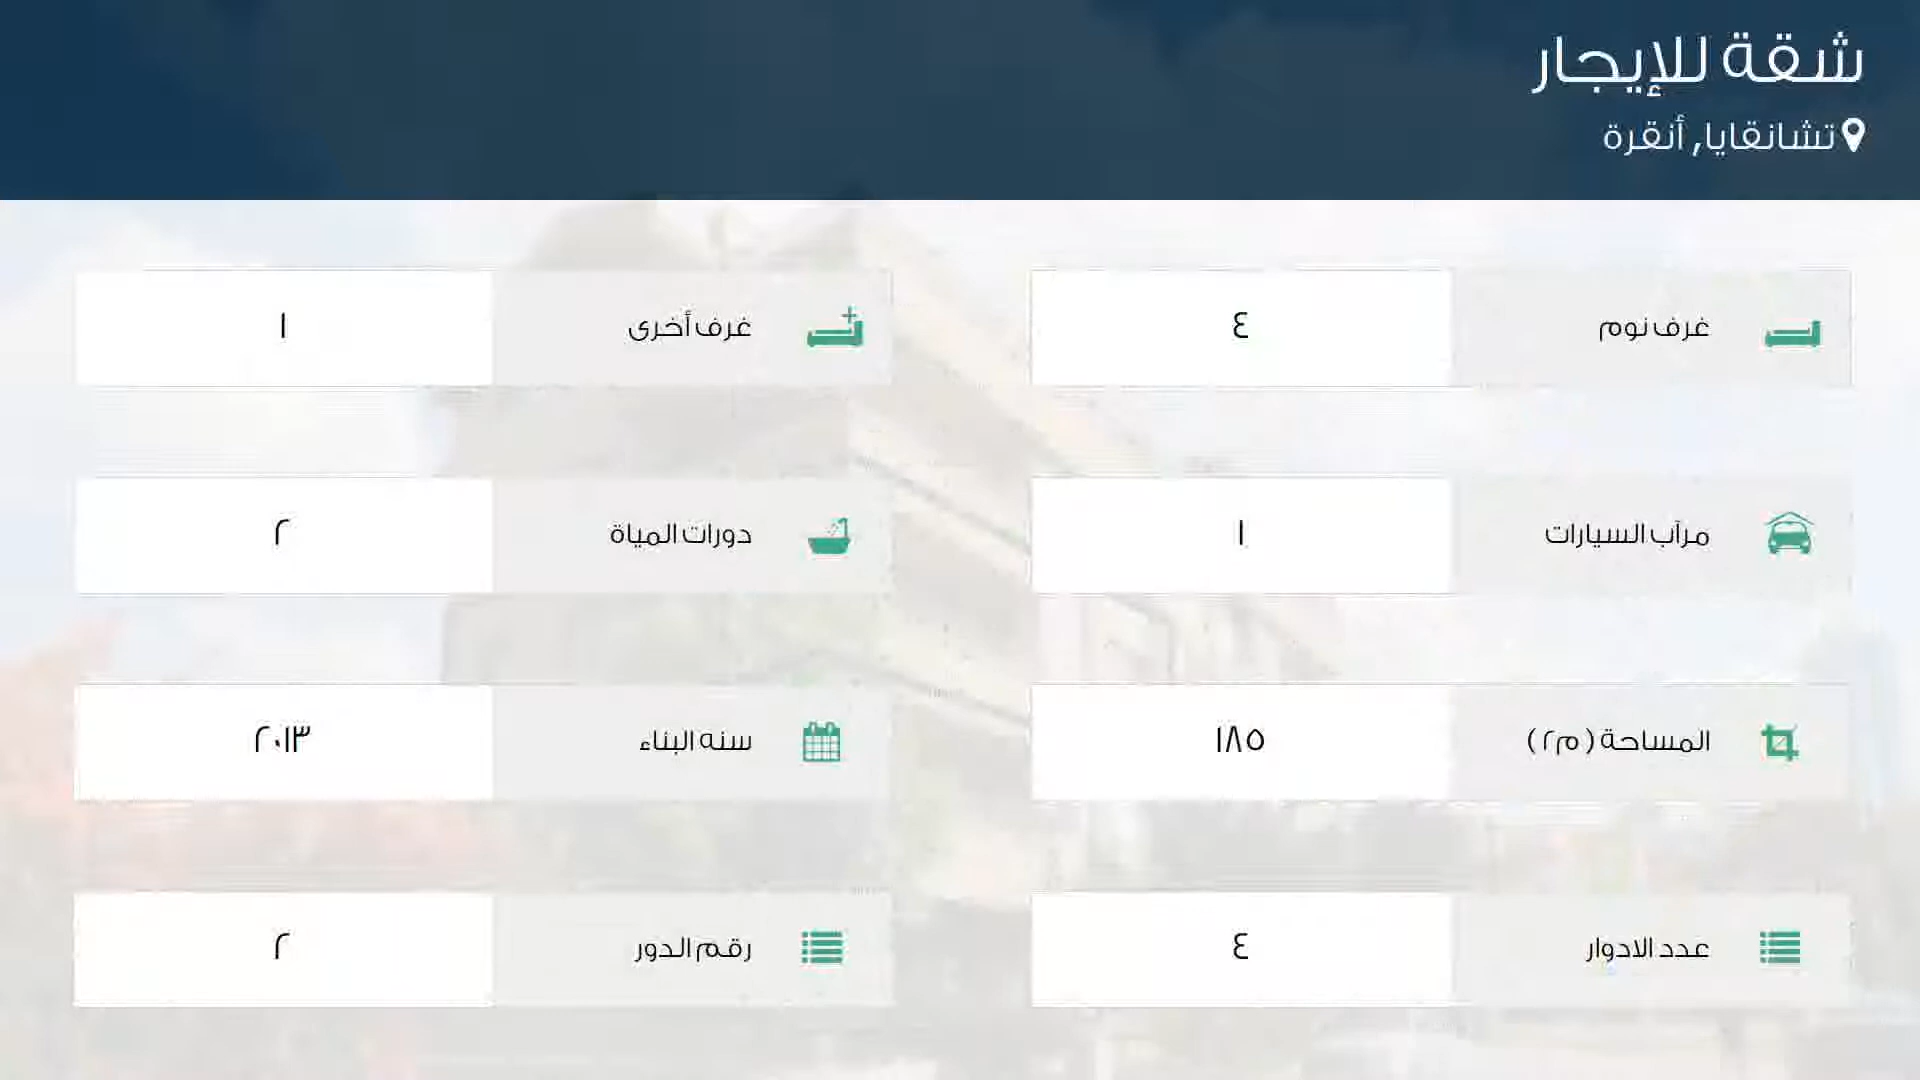 شقة للإيجار
تشانقايا, أنقرة
غرف نوم ٤
غرف أخرى ١
مرآب السيارات ١
دورات المياة ٢
المساحة ( م٢ ) ١٨٥
سنه البناء ٢٠١٣
عدد الادوار ٤
رقم الدور ٢